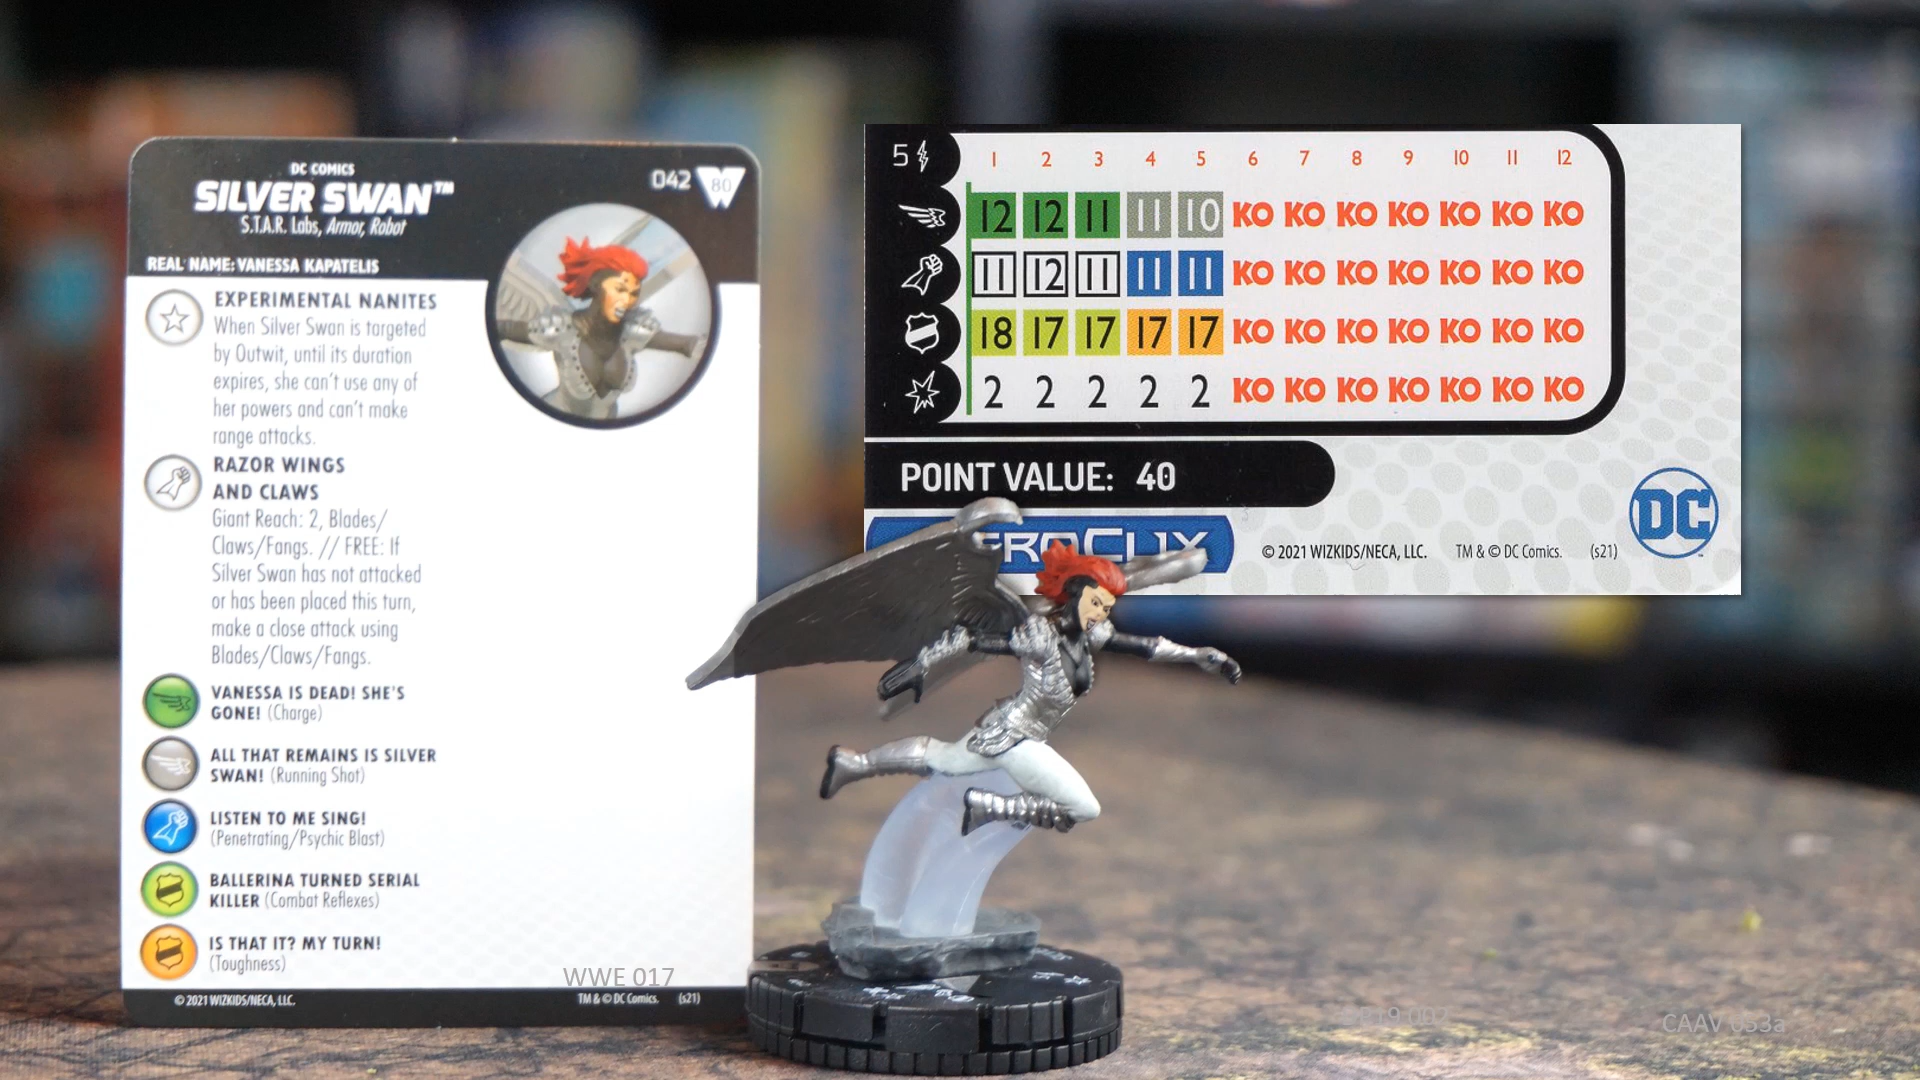 DC COMICS
SILVER SWAN™
S.T.A.R. Labs, Armor, Robot
042
80
REAL NAME: VANESSA KAPATELIS
EXPERIMENTAL NANITES
When Silver Swan is targeted
by Outwit, until its duration
expires, she can't use any of
her powers and can't make
range attacks.
RAZOR WINGS
AND CLAWS
Giant Reach: 2, Blades/
Claws/Fangs. // FREE: If
Silver Swan has not attacked
or has been placed this turn,
make a close attack using
Blades/Claws/Fangs.
VANESSA IS DEAD! SHE'S
GONE! (Charge)
ALL THAT REMAINS IS SILVER
SWAN! (Running Shot)
LISTEN TO ME SING!
(Penetrating/Psychic Blast)
BALLERINA TURNED SERIAL
KILLER (Combat Reflexes)
IS THAT IT? MY TURN!
(Toughness)
WWE 017
© 2021 WIZKIDS/NECA, LLC. TM & © DC Comics. (s21)
5 1 2 3 4 5 6 7 8 9 10 11 12
12 12 11 11 10 KO KO KO KO KO KO KO
11 12 11 11 11 KO KO KO KO KO KO KO
18 17 17 17 17 KO KO KO KO KO KO KO
2 2 2 2 2 KO KO KO KO KO KO KO
POINT VALUE: 40
DC
© 2021 WIZKIDS/NECA, LLC. TM & © DC Comics. (s21)
CAAV 053a